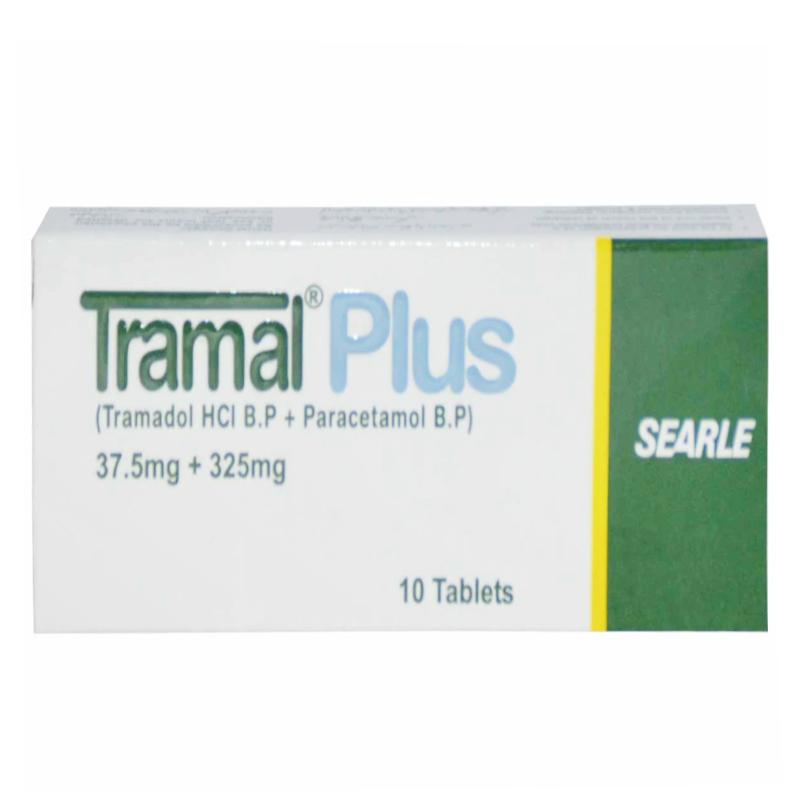 Tramal® Plus
(Tramadol HCl B.P + Paracetamol B.P)
37.5mg + 325mg
10 Tablets
SEARLE